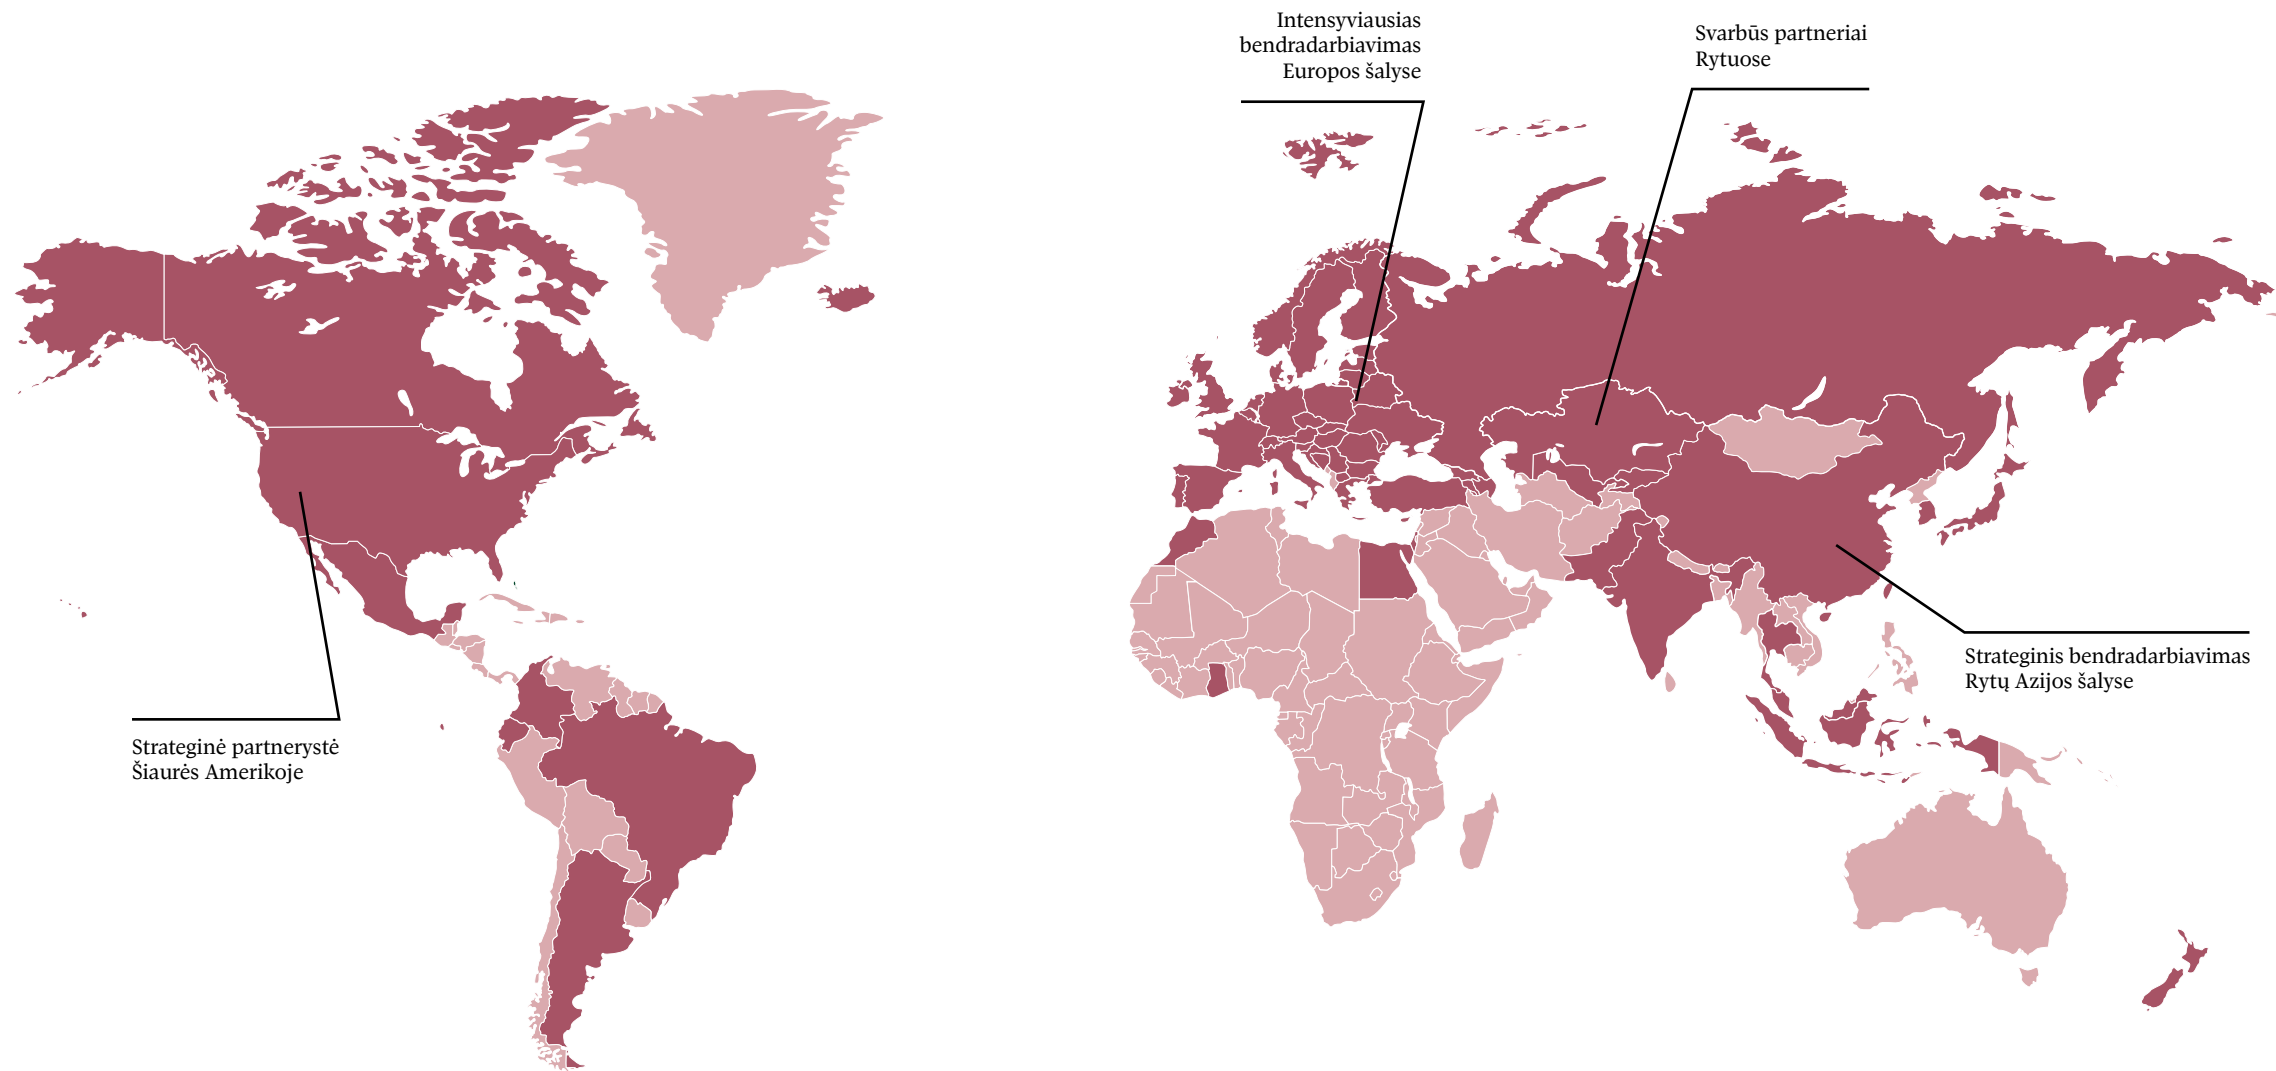 Intensyviausias
bendradarbiavimas
Europos šalyse
Svarbūs partneriai
Rytuose
Strateginis bendradarbiavimas
Rytų Azijos šalyse
Strateginė partnerystė
Šiaurės Amerikoje